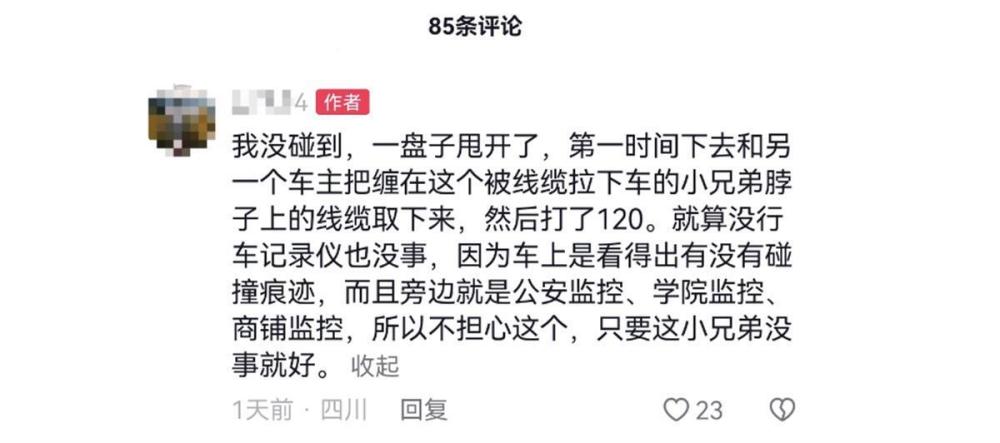 85条评论
4 作者
我没碰到，一盘子甩开了，第一时间下去和另
一个车主把缠在这个被线缆拉下车的小兄弟脖
子上的线缆取下来，然后打了120。就算没行
车记录仪也没事，因为车上是看得出有没有碰
撞痕迹，而且旁边就是公安监控、学院监控、
商铺监控，所以不担心这个，只要这小兄弟没
事就好。 收起
1天前 · 四川 回复 23